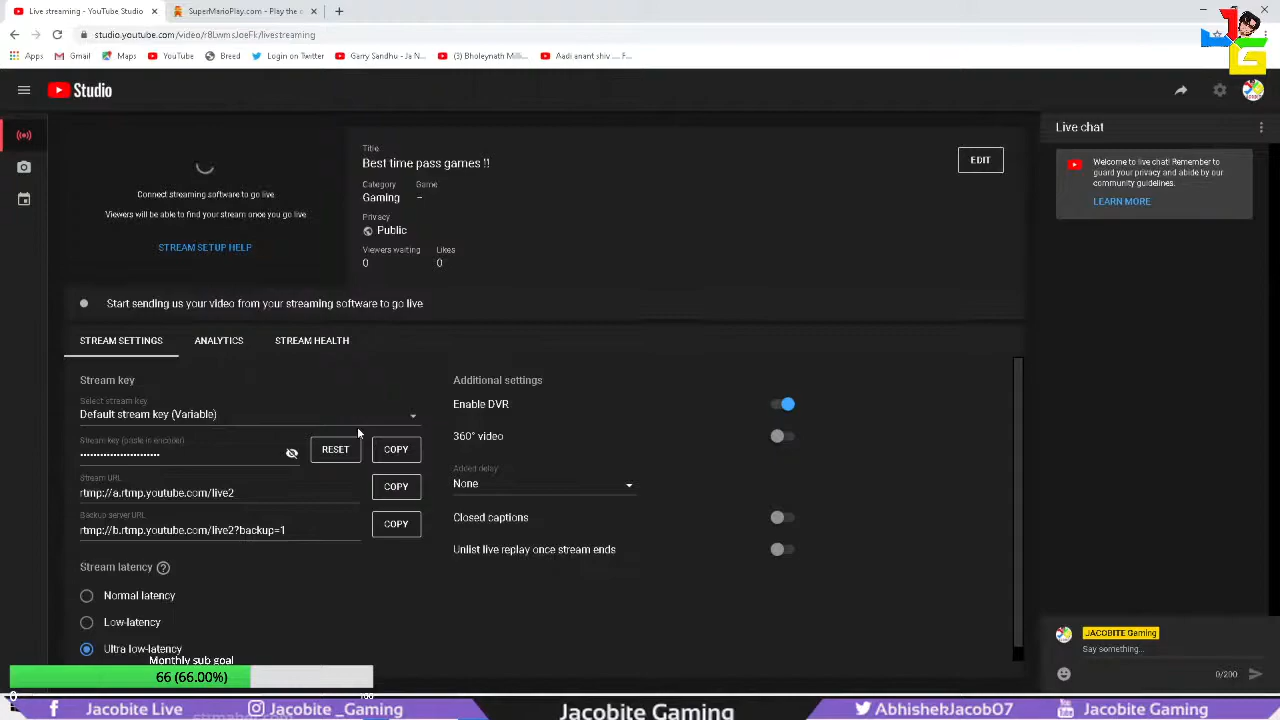 Live streaming - YouTube Studio
SuperMarioPlay.com - Play the o
studio.youtube.com/video/r8LwmsJoeFk/livestreaming
Apps Gmail Maps YouTube Breed Login on Twitter Garry Sandhu - Ja N... (3) Bholeynath Milli... Aadi anant shiv ... F...
Studio
Connect streaming software to go live.
Viewers will be able to find your stream once you go live.
STREAM SETUP HELP
Title
Best time pass games !!
Category Game
Gaming –
Privacy
Public
Viewers waiting Likes
0 0
EDIT
Live chat
Welcome to live chat! Remember to
guard your privacy and abide by our
community guidelines.
LEARN MORE
Start sending us your video from your streaming software to go live
STREAM SETTINGS ANALYTICS STREAM HEALTH
Stream key
Select stream key
Default stream key (Variable)
Stream key (paste in encoder)
························
RESET COPY
Stream URL
rtmp://a.rtmp.youtube.com/live2
COPY
Backup server URL
rtmp://b.rtmp.youtube.com/live2?backup=1
COPY
Stream latency
Normal latency
Low-latency
Ultra low-latency
Additional settings
Enable DVR
360° video
Added delay
None
Closed captions
Unlist live replay once stream ends
JACOBITE Gaming
Say something...
0/200
Monthly sub goal
66 (66.00%)
0
Jacobite Live Jacobite _Gaming Jacobite Gaming AbhishekJacob07 Jacobite Gaming